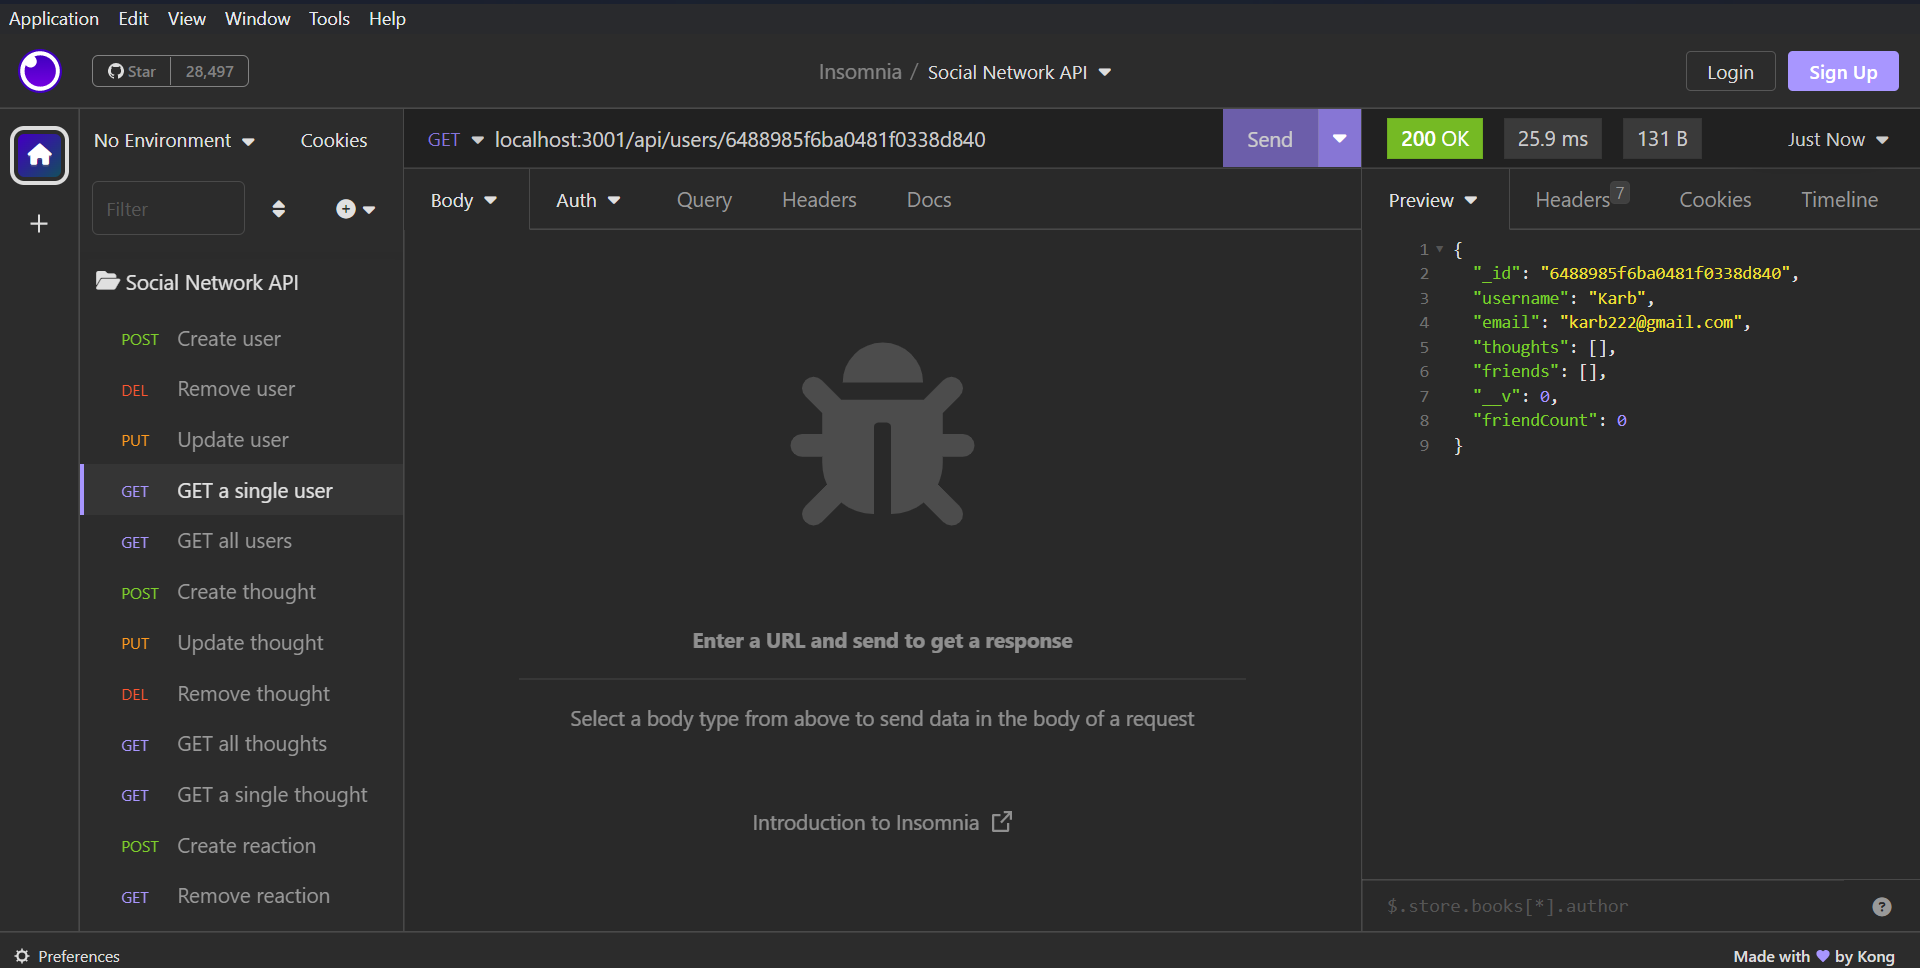 Application Edit View Window Tools Help
Star 28,497
Insomnia / Social Network API
Login Sign Up
No Environment Cookies
Filter
Social Network API
POST Create user
DEL Remove user
PUT Update user
GET GET a single user
GET GET all users
POST Create thought
PUT Update thought
DEL Remove thought
GET GET all thoughts
GET GET a single thought
POST Create reaction
GET Remove reaction
GET localhost:3001/api/users/6488985f6ba0481f0338d840 Send
Body Auth Query Headers Docs
Enter a URL and send to get a response
Select a body type from above to send data in the body of a request
Introduction to Insomnia
200 OK 25.9 ms 131 B Just Now
Preview Headers 7 Cookies Timeline
1 {
2 "_id": "6488985f6ba0481f0338d840",
3 "username": "Karb",
4 "email": "karb222@gmail.com",
5 "thoughts": [],
6 "friends": [],
7 "__v": 0,
8 "friendCount": 0
9 }
$.store.books[*].author ?
Preferences
Made with 💜 by Kong